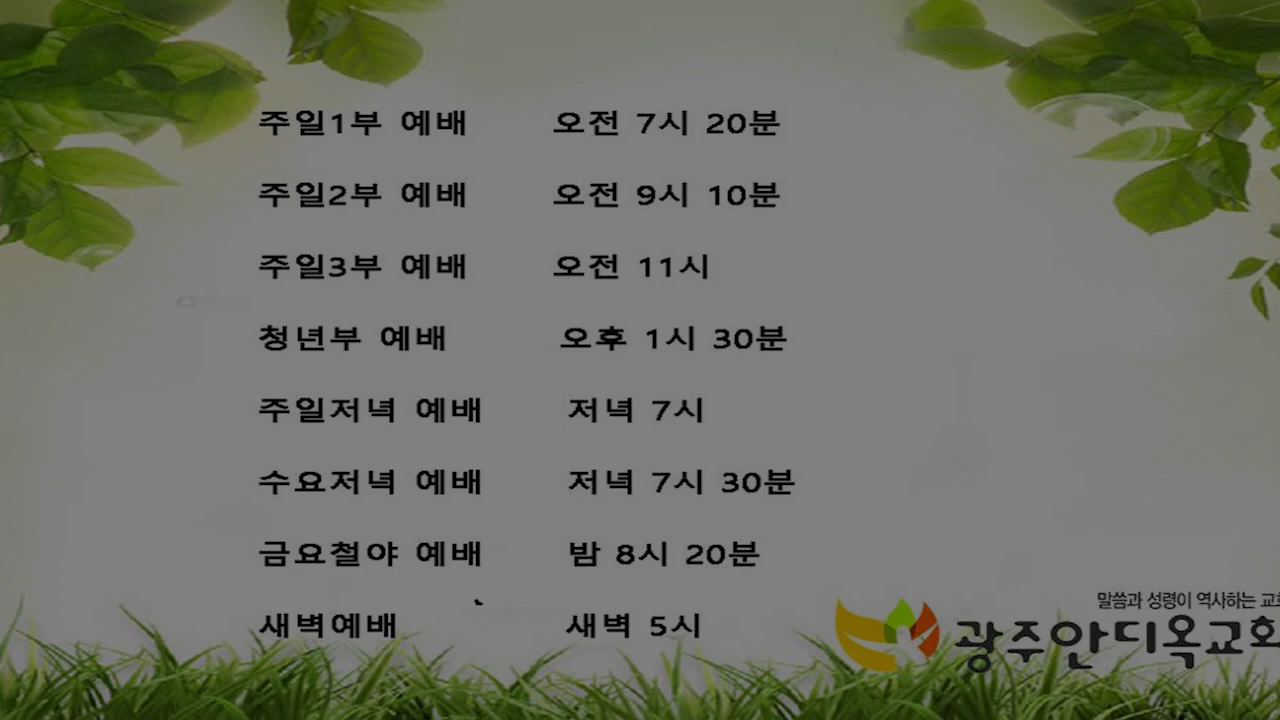 주일1부 예배 오전 7시 20분
주일2부 예배 오전 9시 10분
주일3부 예배 오전 11시
청년부 예배 오후 1시 30분
주일저녁 예배 저녁 7시
수요저녁 예배 저녁 7시 30분
금요철야 예배 밤 8시 20분
새벽예배 새벽 5시
말씀과 성령이 역사하는 교회
광주안디옥교회